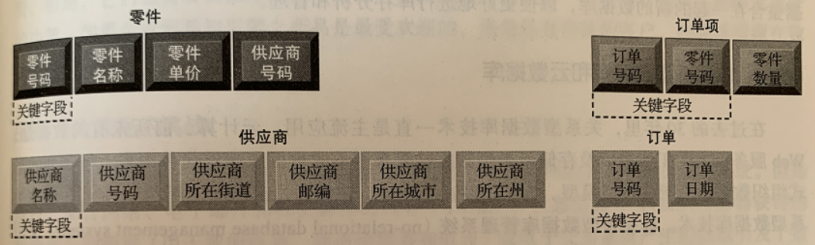 零件
零件
号码
零件
名称
零件
单价
供应商
号码
关键字段
订单项
订单
号码
零件
号码
零件
数量
关键字段
供应商
供应商
名称
供应商
号码
供应商
所在街道
供应商
邮编
供应商
所在城市
供应商
所在州
关键字段
订单
订单
号码
订单
日期
关键字段